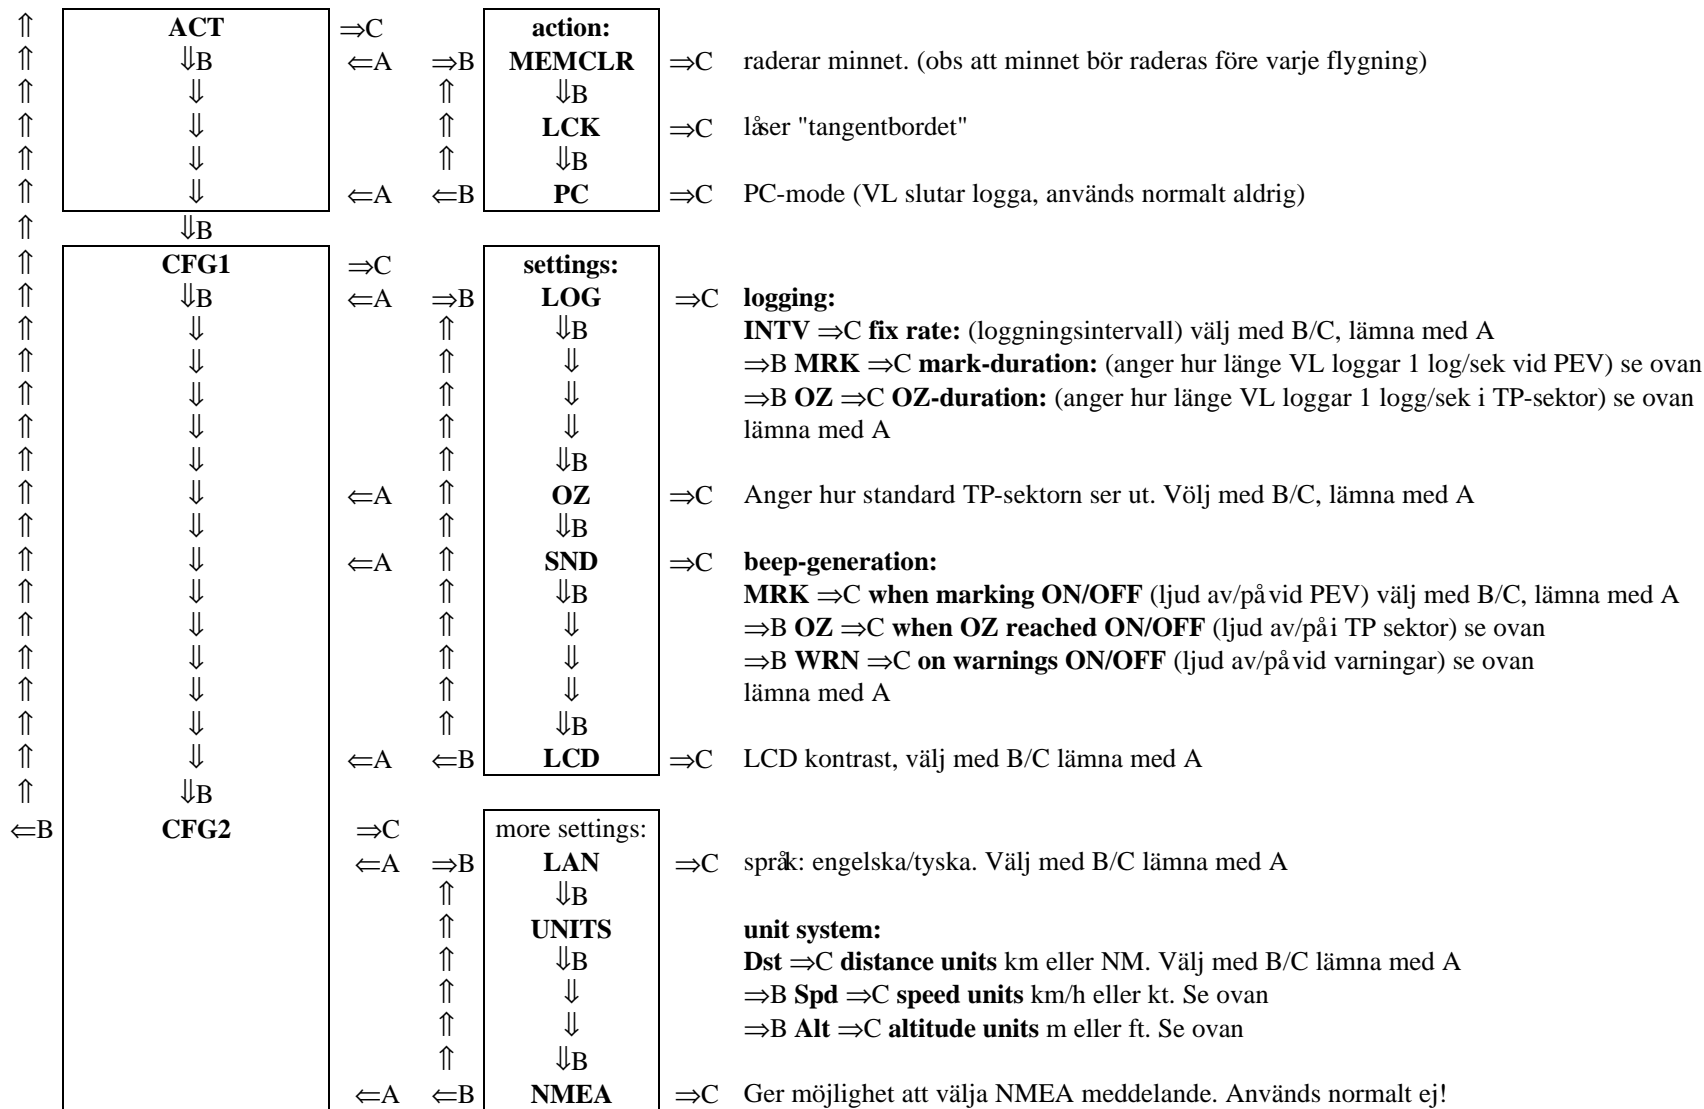 ⇑ ACT ⇒C action:
⇑ ⇓B ⇐A ⇒B MEMCLR ⇒C raderar minnet. (obs att minnet bör raderas före varje flygning)
⇑ ⇓ ⇑ ⇓B
⇑ ⇓ ⇑ LCK ⇒C låser "tangentbordet"
⇑ ⇓ ⇑ ⇓B
⇑ ⇓ ⇐A ⇐B PC ⇒C PC-mode (VL slutar logga, används normalt aldrig)
⇑ ⇓B
⇑ CFG1 ⇒C settings:
⇑ ⇓B ⇐A ⇒B LOG ⇒C logging:
⇑ ⇓ ⇑ ⇓B INTV ⇒C fix rate: (loggningsintervall) välj med B/C, lämna med A
⇑ ⇓ ⇑ ⇓ ⇒B MRK ⇒C mark-duration: (anger hur länge VL loggar 1 log/sek vid PEV) se ovan
⇑ ⇓ ⇑ ⇓ ⇒B OZ ⇒C OZ-duration: (anger hur länge VL loggar 1 logg/sek i TP-sektor) se ovan
⇑ ⇓ ⇑ ⇓ lämna med A
⇑ ⇓ ⇑ ⇓B
⇑ ⇓ ⇐A ⇑ OZ ⇒C Anger hur standard TP-sektorn ser ut. Völj med B/C, lämna med A
⇑ ⇓ ⇑ ⇓B
⇑ ⇓ ⇐A ⇑ SND ⇒C beep-generation:
⇑ ⇓ ⇑ ⇓B MRK ⇒C when marking ON/OFF (ljud av/på vid PEV) välj med B/C, lämna med A
⇑ ⇓ ⇑ ⇓ ⇒B OZ ⇒C when OZ reached ON/OFF (ljud av/på i TP sektor) se ovan
⇑ ⇓ ⇑ ⇓ ⇒B WRN ⇒C on warnings ON/OFF (ljud av/på vid varningar) se ovan
⇑ ⇓ ⇑ ⇓ lämna med A
⇑ ⇓ ⇑ ⇓B
⇑ ⇓ ⇐A ⇐B LCD ⇒C LCD kontrast, välj med B/C lämna med A
⇑ ⇓B
⇐B CFG2 ⇒C more settings:
⇐A ⇒B LAN ⇒C språk: engelska/tyska. Välj med B/C lämna med A
⇑ ⇓B
⇑ UNITS unit system:
⇑ ⇓B Dst ⇒C distance units km eller NM. Välj med B/C lämna med A
⇑ ⇓ ⇒B Spd ⇒C speed units km/h eller kt. Se ovan
⇑ ⇓ ⇒B Alt ⇒C altitude units m eller ft. Se ovan
⇑ ⇓B
⇐A ⇐B NMEA ⇒C Ger möjlighet att välja NMEA meddelande. Används normalt ej!